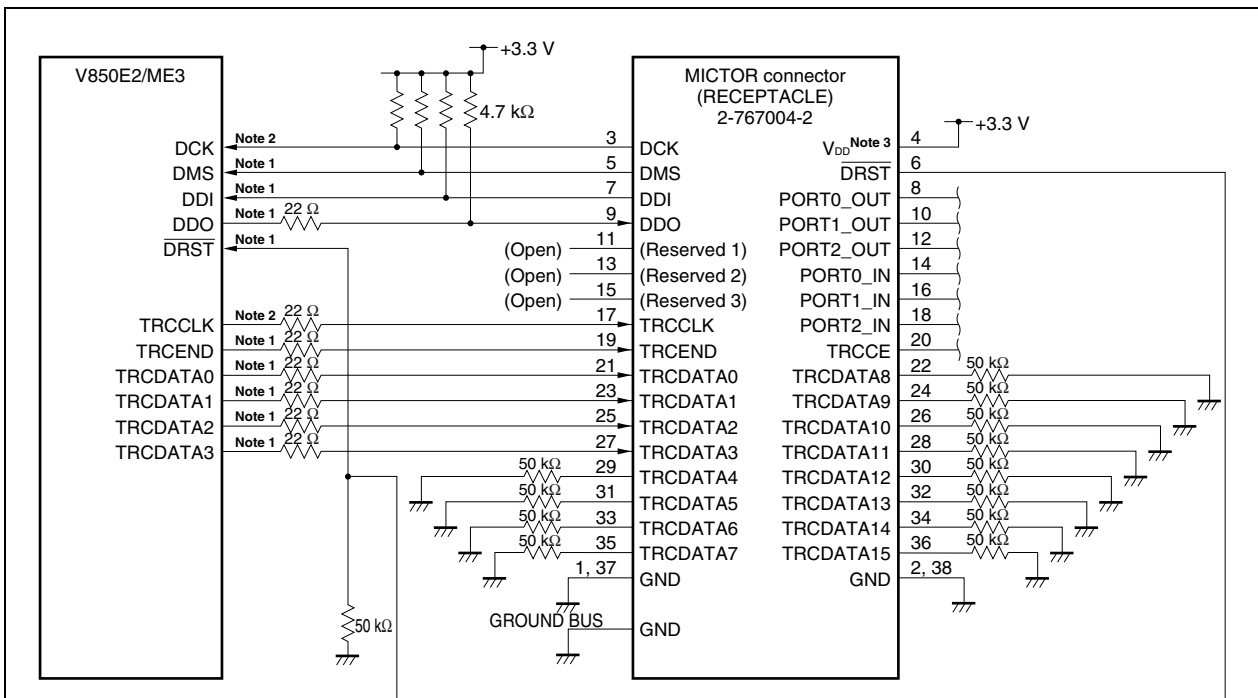 +3.3 V
V850E2/ME3
MICTOR connector
(RECEPTACLE)
2-767004-2
4.7 kΩ
+3.3 V
DCK Note 2 3 DCK VDD Note 3 4
DMS Note 1 5 DMS DRST 6
DDI Note 1 7 DDI PORT0_OUT 8
DDO Note 1 22 Ω 9 DDO PORT1_OUT 10
DRST Note 1 (Open) 11 (Reserved 1) PORT2_OUT 12
(Open) 13 (Reserved 2) PORT0_IN 14
(Open) 15 (Reserved 3) PORT1_IN 16
TRCCLK Note 2 22 Ω 17 TRCCLK PORT2_IN 18
TRCEND Note 1 22 Ω 19 TRCEND TRCCE 20
TRCDATA0 Note 1 22 Ω 21 TRCDATA0 TRCDATA8 22 50 kΩ
TRCDATA1 Note 1 22 Ω 23 TRCDATA1 TRCDATA9 24 50 kΩ
TRCDATA2 Note 1 22 Ω 25 TRCDATA2 TRCDATA10 26 50 kΩ
TRCDATA3 Note 1 22 Ω 27 TRCDATA3 TRCDATA11 28 50 kΩ
50 kΩ 29 TRCDATA4 TRCDATA12 30 50 kΩ
50 kΩ 31 TRCDATA5 TRCDATA13 32 50 kΩ
50 kΩ 33 TRCDATA6 TRCDATA14 34 50 kΩ
50 kΩ 35 TRCDATA7 TRCDATA15 36 50 kΩ
1, 37 GND GND 2, 38
GROUND BUS GND
50 kΩ